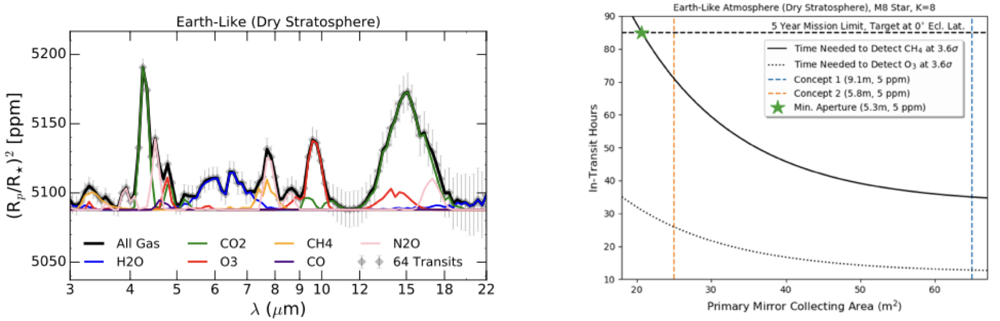 Earth-Like (Dry Stratosphere)
5200
5150
5100
5050
(Rp/R★)² [ppm]
All Gas
CO2
CH4
N2O
H2O
O3
CO
64 Transits
3 4 5 6 7 8 9 10 12 15 18 22
λ (μm)
Earth-Like Atmosphere (Dry Stratosphere), M8 Star, K=8
5 Year Mission Limit, Target at 0° Ecl. Lat.
Time Needed to Detect CH₄ at 3.6σ
Time Needed to Detect O₃ at 3.6σ
Concept 1 (9.1m, 5 ppm)
Concept 2 (5.8m, 5 ppm)
Min. Aperture (5.3m, 5 ppm)
90
80
70
60
50
40
30
20
10
In-Transit Hours
20 30 40 50 60
Primary Mirror Collecting Area (m²)